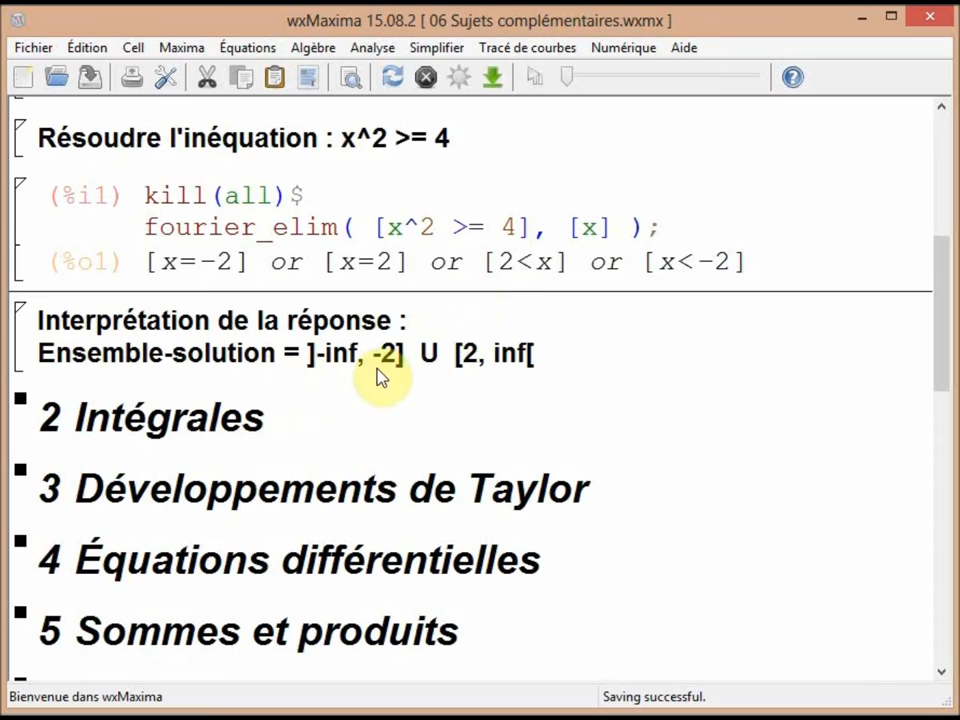 wxMaxima 15.08.2 [ 06 Sujets complémentaires.wxmx ]
Fichier Édition Cell Maxima Équations Algèbre Analyse Simplifier Tracé de courbes Numérique Aide
Résoudre l'inéquation : x^2 >= 4
(%i1) kill(all)$
fourier_elim( [x^2 >= 4], [x] );
(%o1) [x=-2] or [x=2] or [2<x] or [x<-2]
Interprétation de la réponse :
Ensemble-solution = ]-inf, -2] U [2, inf[
2 Intégrales
3 Développements de Taylor
4 Équations différentielles
5 Sommes et produits
Bienvenue dans wxMaxima Saving successful.